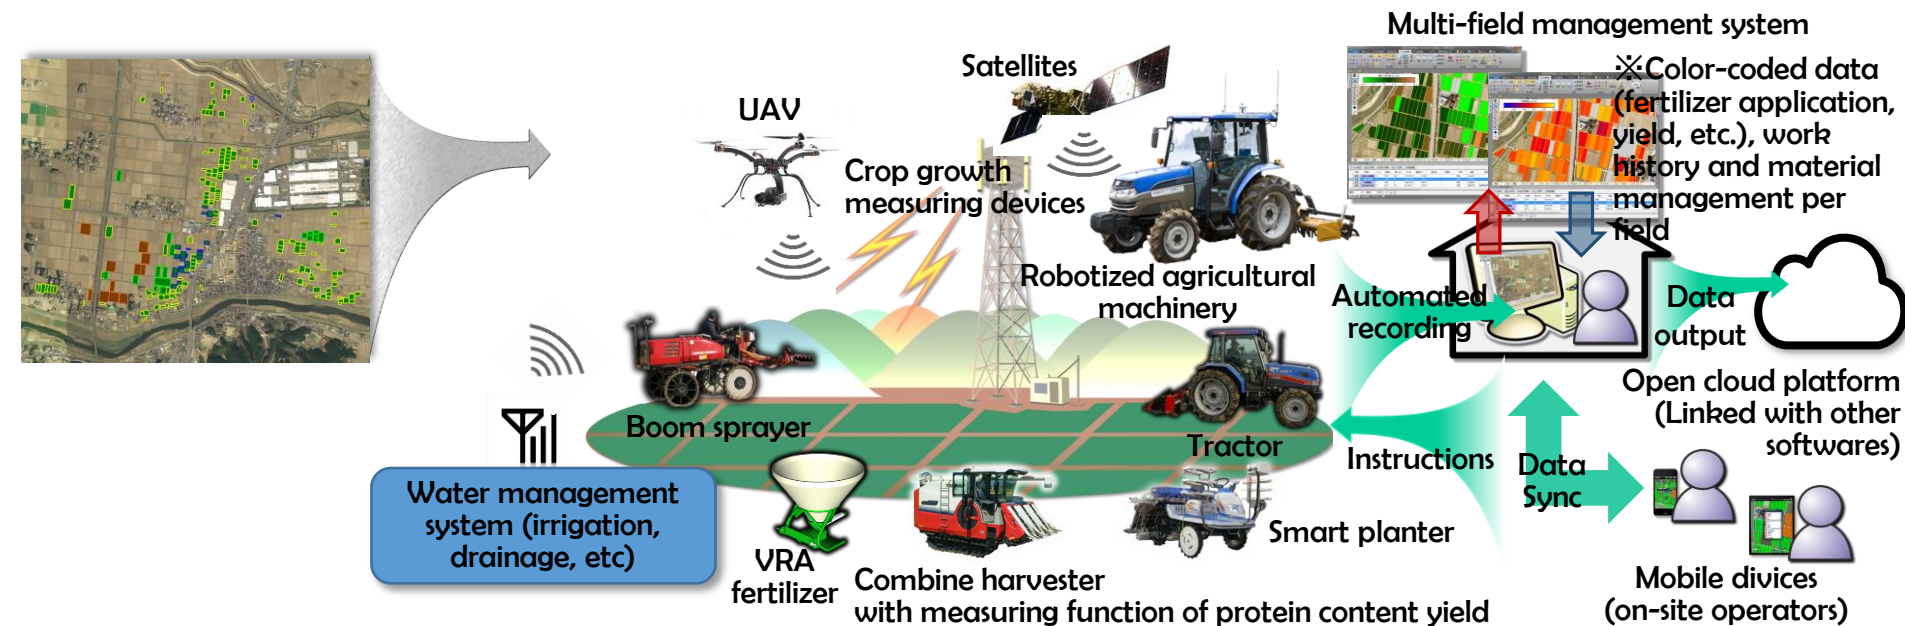 Multi-field management system
※Color-coded data
(fertilizer application,
yield, etc.), work
history and material
management per
field
Satellites
UAV
Crop growth
measuring devices
Robotized agricultural
machinery
Automated
recording
Data
output
Open cloud platform
(Linked with other
softwares)
Boom sprayer
Tractor
Instructions
Data
Sync
Water management
system (irrigation,
drainage, etc)
VRA
fertilizer
Combine harvester
with measuring function of protein content yield
Smart planter
Mobile divices
(on-site operators)